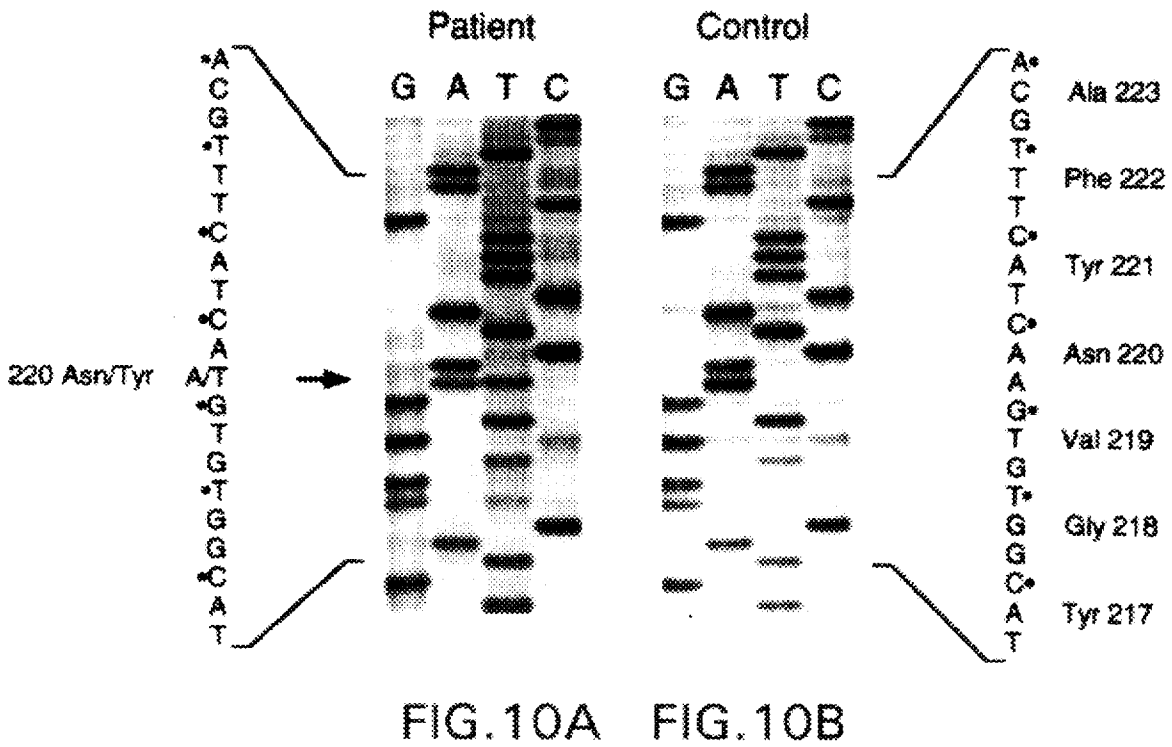 Patient
Control
G A T C
G A T C
•A
C
G
•T
T
T
•C
A
T
•C
A
220 Asn/Tyr A/T
•G
T
G
•T
G
G
•C
A
T
A•
C
G
T•
T
T
C•
A
T
C•
A
A
G•
T
G
T•
G
G
C•
A
T
Ala 223
Phe 222
Tyr 221
Asn 220
Val 219
Gly 218
Tyr 217
FIG.10A
FIG.10B